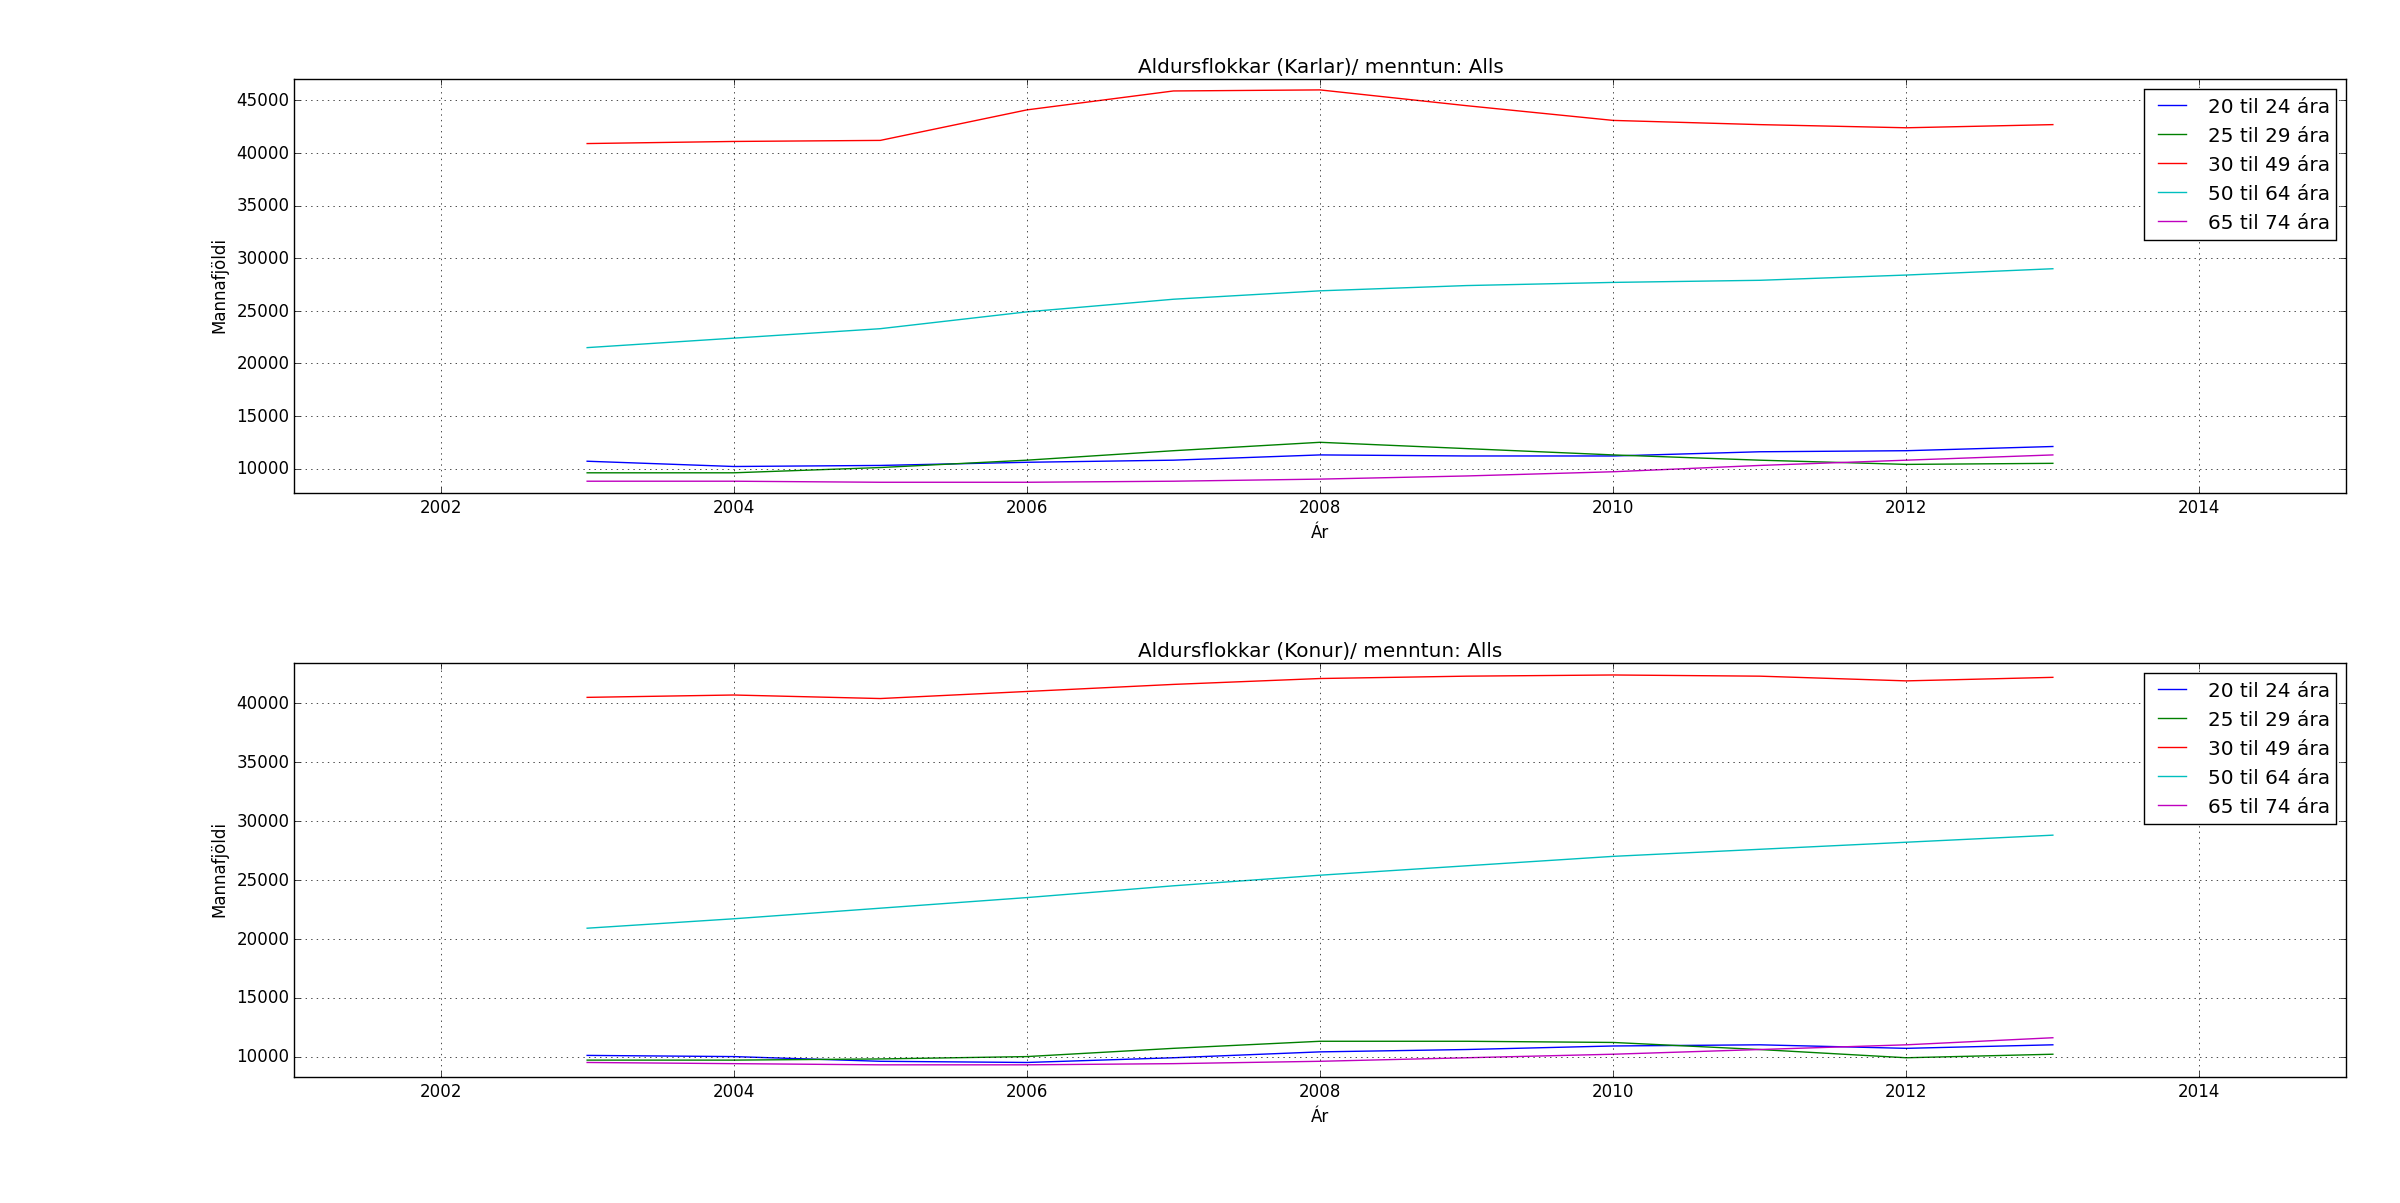 Aldursflokkar (Karlar)/ menntun: Alls
45000
40000
35000
30000
25000
20000
15000
10000
Mannafjöldi
20 til 24 ára
25 til 29 ára
30 til 49 ára
50 til 64 ára
65 til 74 ára
2002 2004 2006 2008 2010 2012 2014
Ár
Aldursflokkar (Konur)/ menntun: Alls
40000
35000
30000
25000
20000
15000
10000
Mannafjöldi
20 til 24 ára
25 til 29 ára
30 til 49 ára
50 til 64 ára
65 til 74 ára
2002 2004 2006 2008 2010 2012 2014
Ár